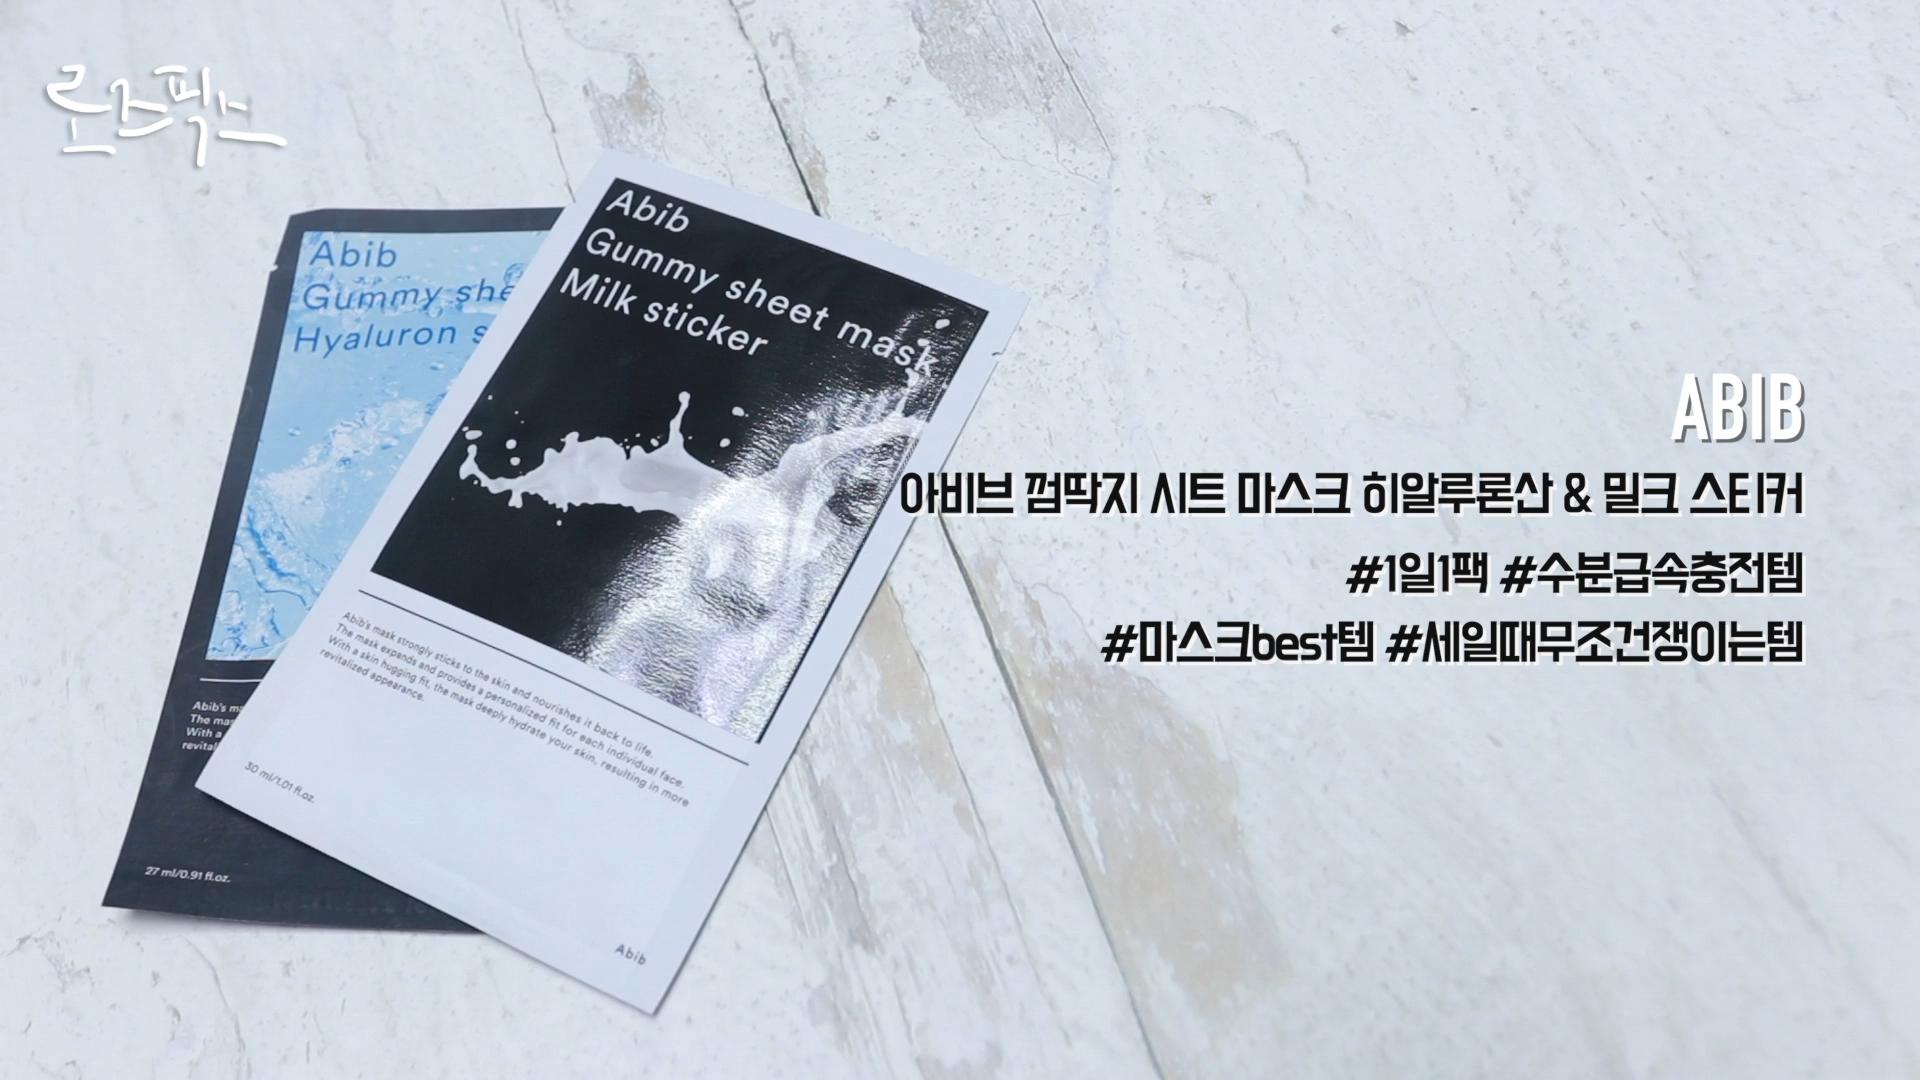 로즈픽스
Abib
Gummy she
Hyaluron s
Abib's ma
The mas
With a
revital
27 ml/0.91 fl.oz.
Abib
Gummy sheet mask
Milk sticker
Abib's mask strongly sticks to the skin and nourishes it back to life.
The mask expands and provides a personalized fit for each individual face.
With a skin hugging fit, the mask deeply hydrate your skin, resulting in more
revitalized appearance.
30 ml/1.01 fl.oz.
Abib
ABIB
아비브 껌딱지 시트 마스크 히알루론산 & 밀크 스티커
#1일1팩 #수분급속충전템
#마스크best템 #세일때무조건쟁이는템